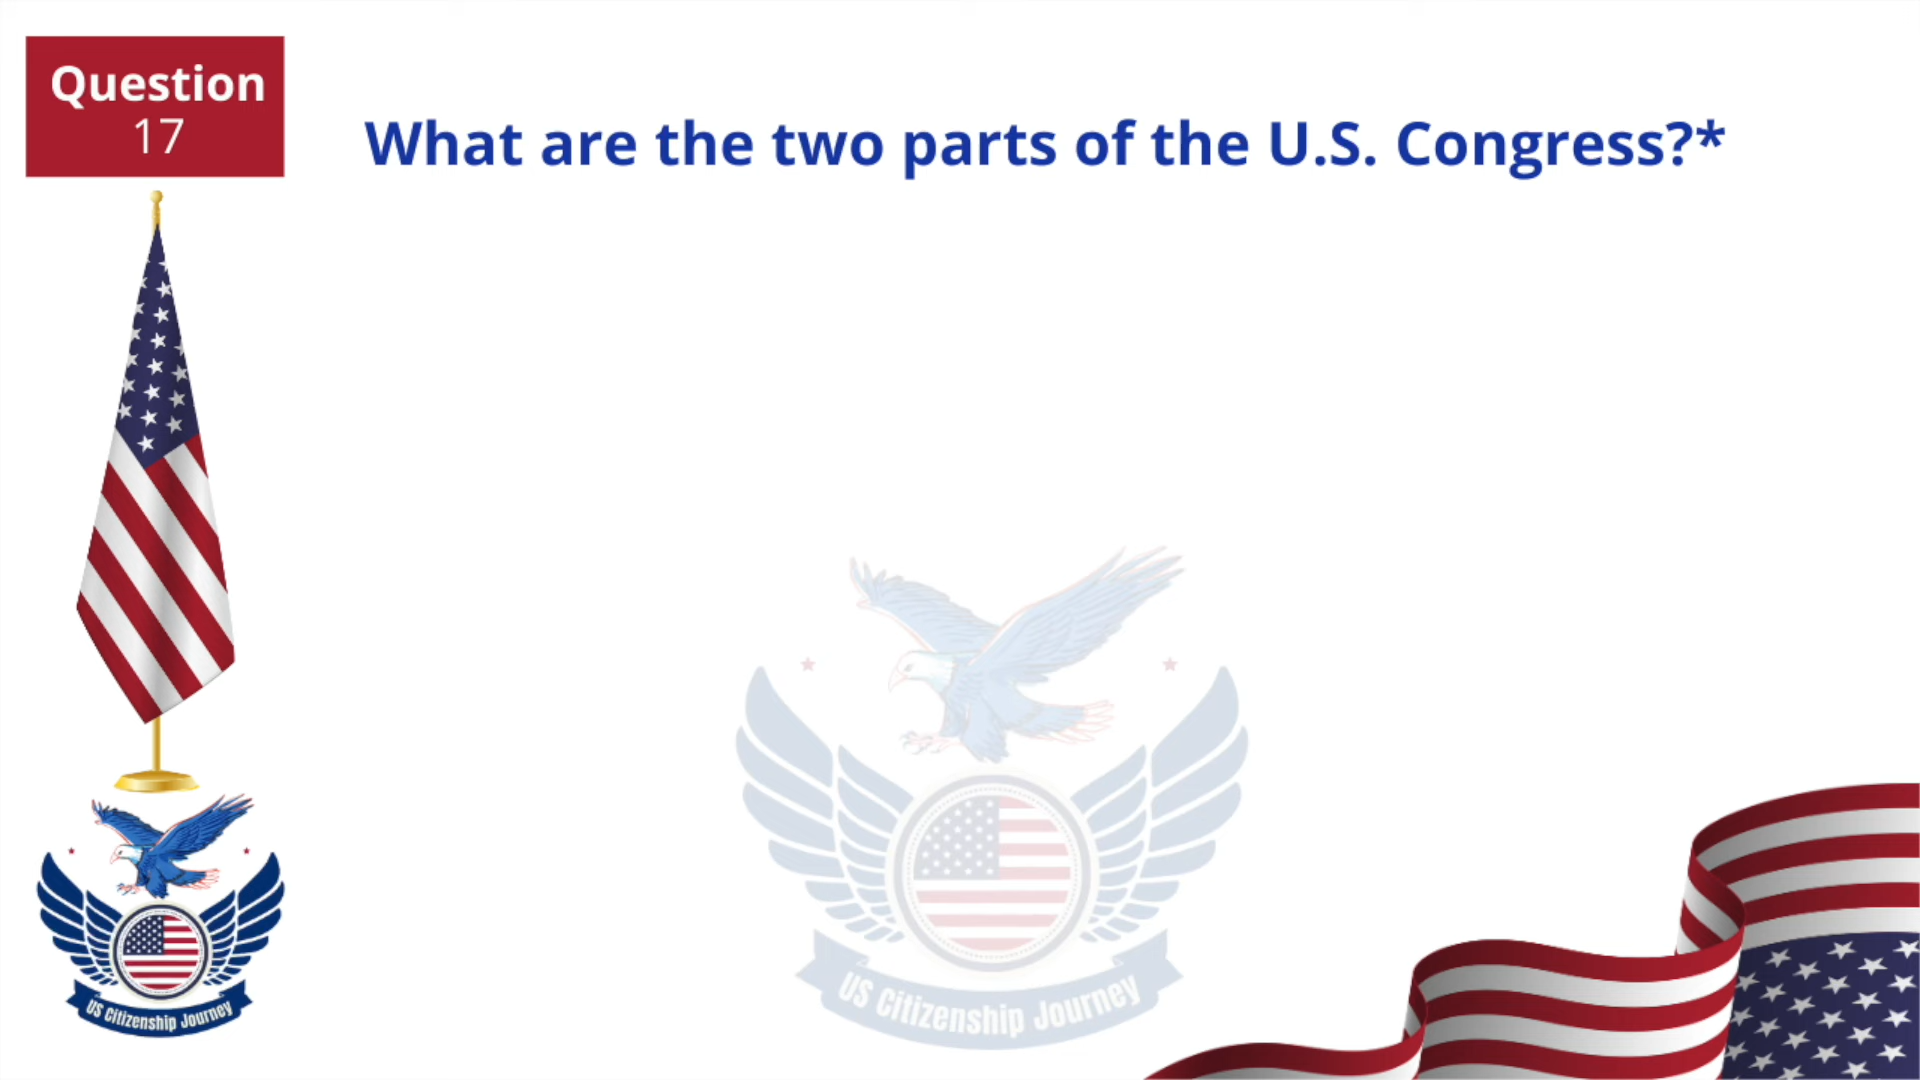 Question
17
What are the two parts of the U.S. Congress?*
US Citizenship Journey
US Citizenship Journey